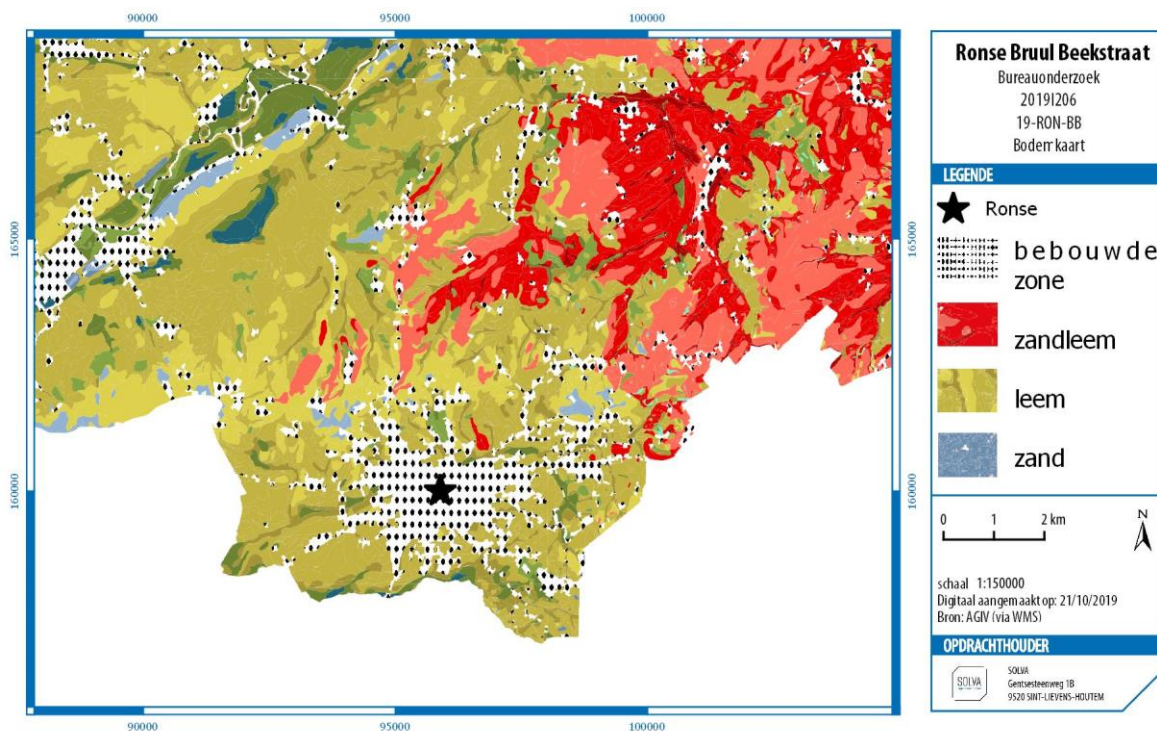 90000 95000 100000
165000 165000
160000 160000
90000 95000 100000
Ronse Bruul Beekstraat
Bureauonderzoek
2019I206
19-RON-BB
Bodemkaart
LEGENDE
Ronse
bebouwde
zone
zandleem
leem
zand
0 1 2 km
N
schaal 1:150000
Digitaal aangemaakt op: 21/10/2019
Bron: AGIV (via WMS)
OPDRACHTHOUDER
SOLVA
SOLVA
Gentsesteenweg 1B
9520 SINT-LIEVENS-HOUTEM